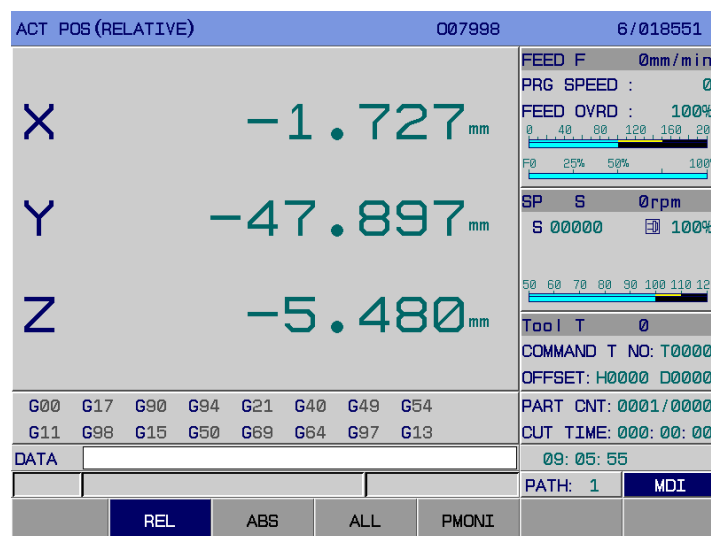 ACT POS(RELATIVE) O07998 6/018551
X -1.727mm
Y -47.897mm
Z -5.480mm
FEED F 0mm/min
PRG SPEED : 0
FEED OVRD : 100%
0 40 80 120 160 20
F0 25% 50% 100%
SP S 0rpm
S 00000 100%
50 60 70 80 90 100 110 12
Tool T 0
COMMAND T NO: T0000
OFFSET: H0000 D0000
G00 G17 G90 G94 G21 G40 G49 G54
G11 G98 G15 G50 G69 G64 G97 G13
PART CNT: 0001/0000
CUT TIME: 000:00:00
DATA
09:05:55
PATH: 1 MDI
REL ABS ALL PMONI